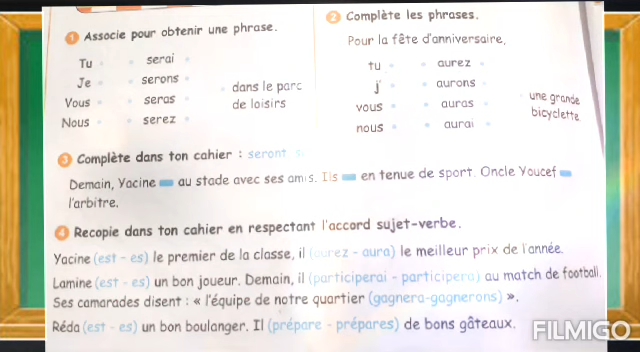 1 Associe pour obtenir une phrase.
Tu serai
Je serons
Vous seras
Nous serez
dans le parc
de loisirs
2 Complète les phrases.
Pour la fête d'anniversaire,
tu aurez
j' aurons
vous auras
nous aurai
une grande
bicyclette
3 Complète dans ton cahier : seront
Demain, Yacine au stade avec ses amis. Ils en tenue de sport. Oncle Youcef
l'arbitre.
4 Recopie dans ton cahier en respectant l'accord sujet-verbe.
Yacine (est - es) le premier de la classe, il (aurez - aura) le meilleur prix de l'année.
Lamine (est - es) un bon joueur. Demain, il (participerai - participera) au match de football.
Ses camarades disent : « l'équipe de notre quartier (gagnera-gagnerons) ».
Réda (est - es) un bon boulanger. Il (prépare - prépares) de bons gâteaux.
FILMIGO